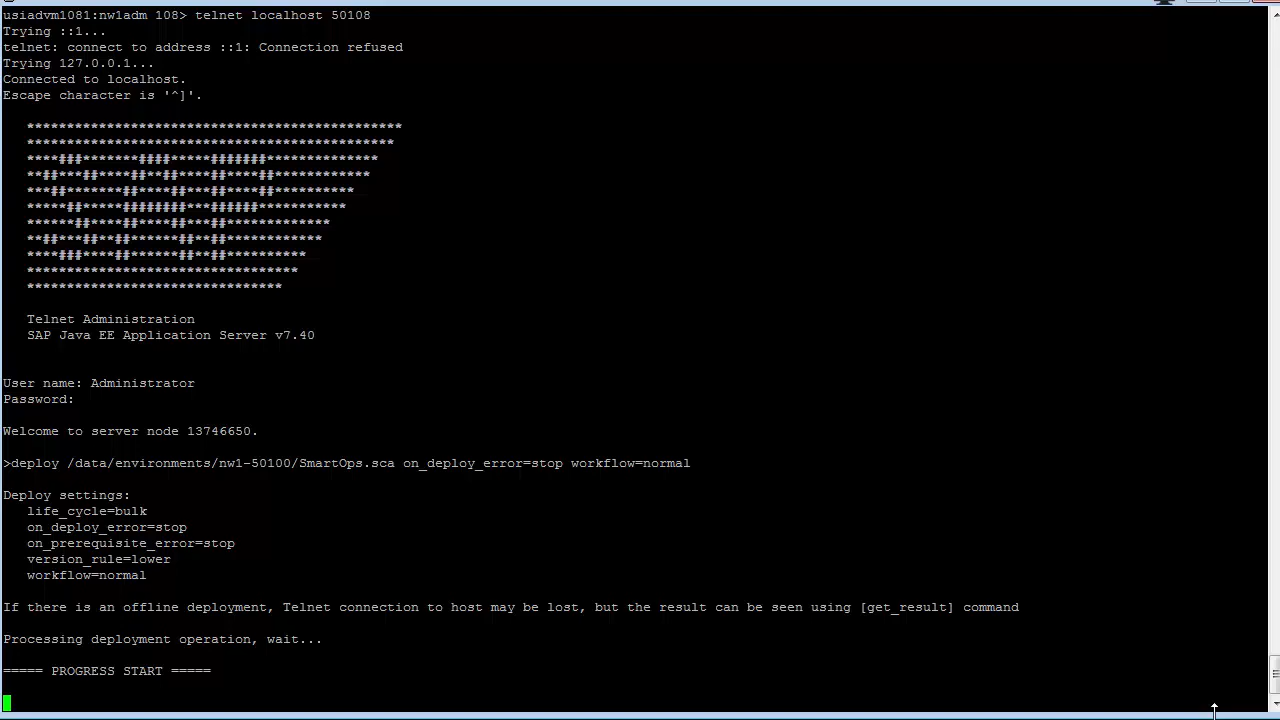 usiadvm1081:nw1adm 108> telnet localhost 50108
Trying ::1...
telnet: connect to address ::1: Connection refused
Trying 127.0.0.1...
Connected to localhost.
Escape character is '^]'.
***********************************************
**********************************************
****###*******####*****#######**************
**##***##****##**##****##****##************
***##*******##****##***##****##**********
*****##*****########***######***********
******##****##****##***##*************
**##***##**##******##**##************
****###****##******##**##**********
**********************************
********************************
Telnet Administration
SAP Java EE Application Server v7.40
User name: Administrator
Password:
Welcome to server node 13746650.
>deploy /data/environments/nw1-50100/SmartOps.sca on_deploy_error=stop workflow=normal
Deploy settings:
life_cycle=bulk
on_deploy_error=stop
on_prerequisite_error=stop
version_rule=lower
workflow=normal
If there is an offline deployment, Telnet connection to host may be lost, but the result can be seen using [get_result] command
Processing deployment operation, wait...
===== PROGRESS START =====